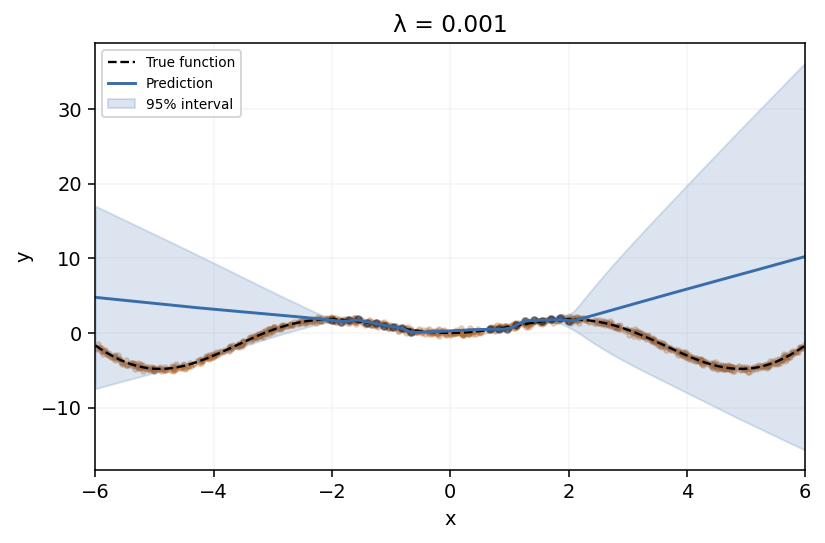 λ = 0.001
True function
Prediction
95% interval
30
20
10
0
−10
y
−6
−4
−2
0
2
4
6
x